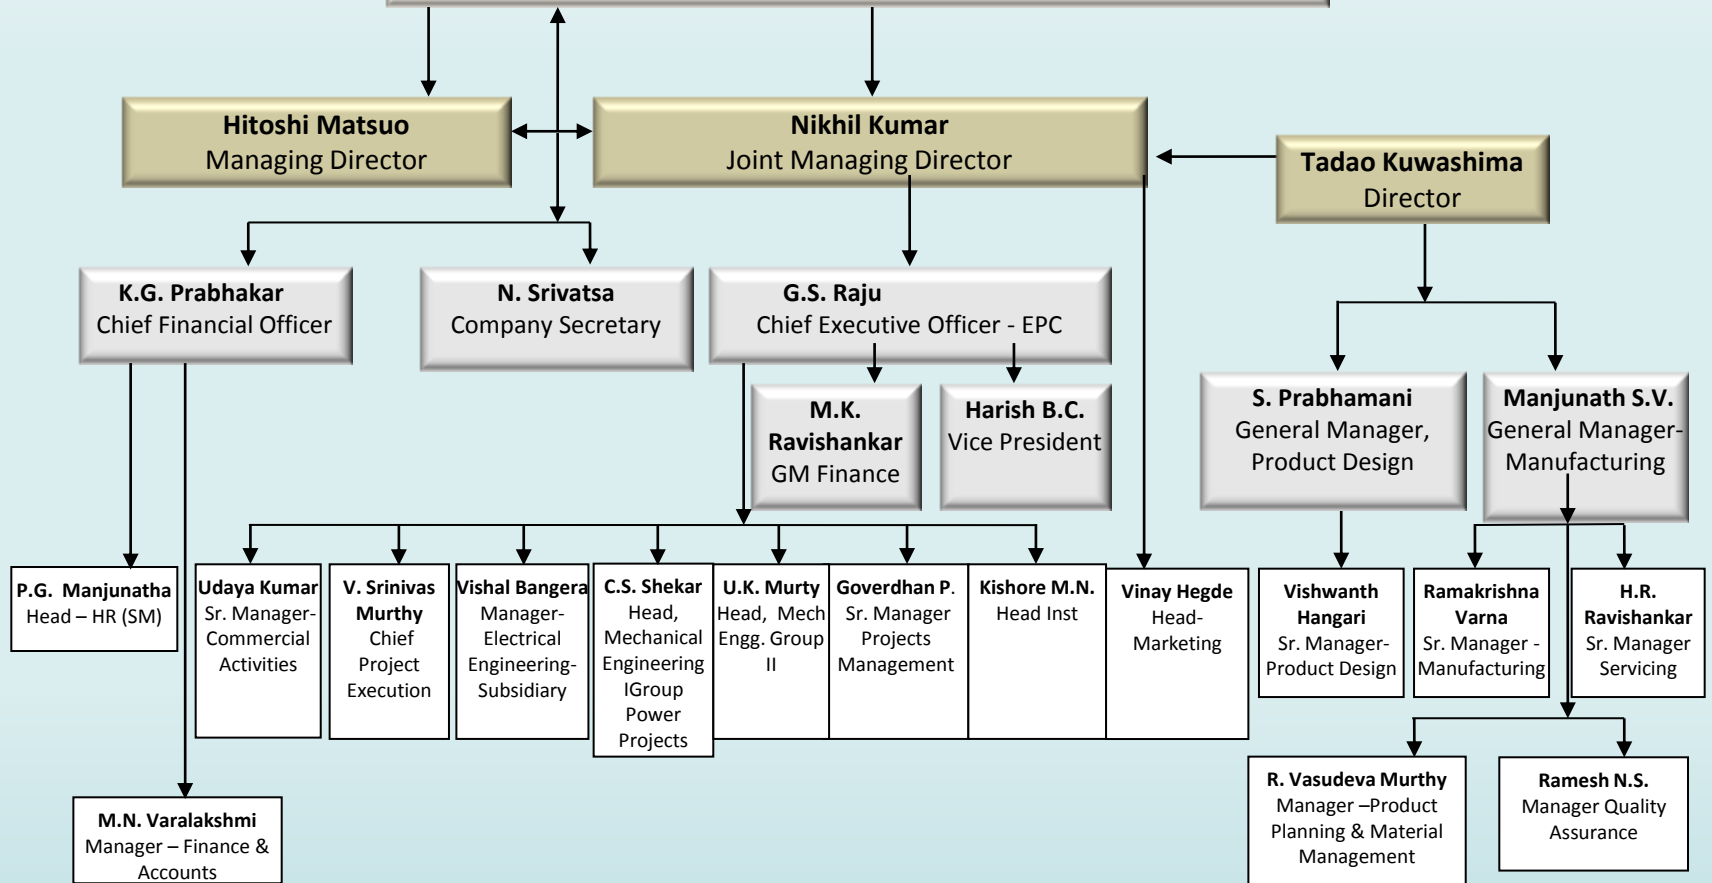 Hitoshi Matsuo
Managing Director
Nikhil Kumar
Joint Managing Director
Tadao Kuwashima
Director
K.G. Prabhakar
Chief Financial Officer
N. Srivatsa
Company Secretary
G.S. Raju
Chief Executive Officer - EPC
M.K.
Ravishankar
GM Finance
Harish B.C.
Vice President
S. Prabhamani
General Manager,
Product Design
Manjunath S.V.
General Manager-
Manufacturing
P.G. Manjunatha
Head – HR (SM)
Udaya Kumar
Sr. Manager-
Commercial
Activities
V. Srinivas
Murthy
Chief
Project
Execution
Vishal Bangera
Manager-
Electrical
Engineering-
Subsidiary
C.S. Shekar
Head,
Mechanical
Engineering
IGroup
Power
Projects
U.K. Murty
Head, Mech
Engg. Group
II
Goverdhan P.
Sr. Manager
Projects
Management
Kishore M.N.
Head Inst
Vinay Hegde
Head-
Marketing
Vishwanth
Hangari
Sr. Manager-
Product Design
Ramakrishna
Varna
Sr. Manager -
Manufacturing
H.R.
Ravishankar
Sr. Manager
Servicing
M.N. Varalakshmi
Manager – Finance &
Accounts
R. Vasudeva Murthy
Manager –Product
Planning & Material
Management
Ramesh N.S.
Manager Quality
Assurance